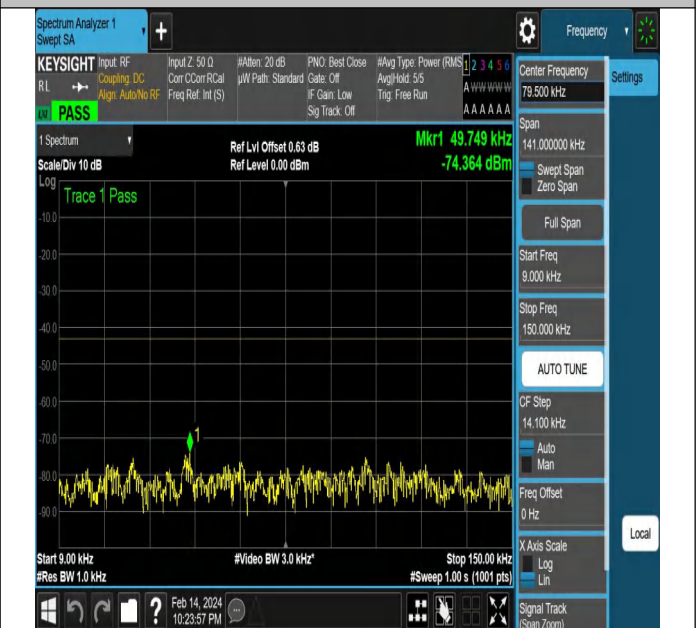 Spectrum Analyzer 1
Swept SA
+
Frequency
KEYSIGHT
RL
LXI PASS
Input: RF
Coupling: DC
Align: Auto/No RF
Input Z: 50 Ω
Corr CCorr RCal
Freq Ref: Int (S)
#Atten: 20 dB
µW Path: Standard
PNO: Best Close
Gate: Off
IF Gain: Low
Sig Track: Off
#Avg Type: Power (RMS
Avg|Hold: 5/5
Trig: Free Run
1 2 3 4 5 6
A W W W W W
A A A A A A
1 Spectrum
Scale/Div 10 dB
Ref Lvl Offset 0.63 dB
Ref Level 0.00 dBm
Mkr1 49.749 kHz
-74.364 dBm
Log
Trace 1 Pass
-10.0
-20.0
-30.0
-40.0
-50.0
-60.0
-70.0
-80.0
-90.0
1
Start 9.00 kHz
#Res BW 1.0 kHz
#Video BW 3.0 kHz*
Stop 150.00 kHz
#Sweep 1.00 s (1001 pts)
Feb 14, 2024
10:23:57 PM
Center Frequency
79.500 kHz
Span
141.000000 kHz
Swept Span
Zero Span
Full Span
Start Freq
9.000 kHz
Stop Freq
150.000 kHz
AUTO TUNE
CF Step
14.100 kHz
Auto
Man
Freq Offset
0 Hz
X Axis Scale
Log
Lin
Signal Track
(Span Zoom)
Settings
Local